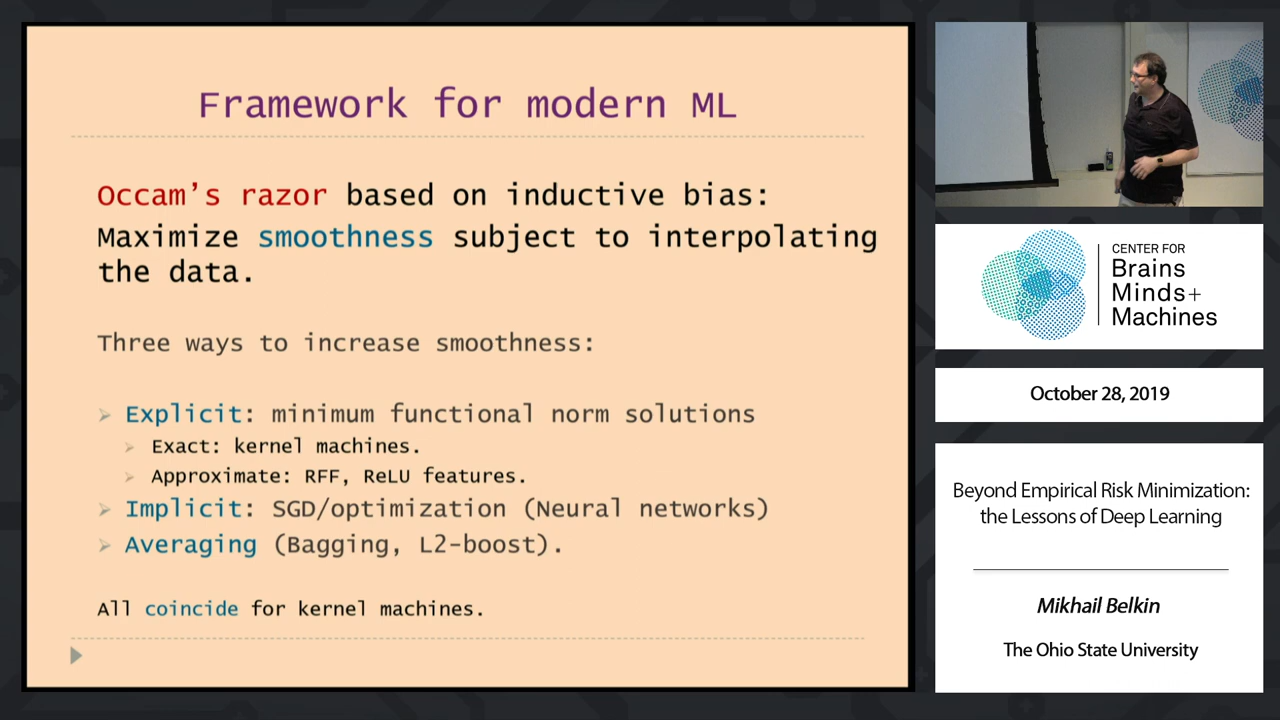 Framework for modern ML
Occam's razor based on inductive bias:
Maximize smoothness subject to interpolating
the data.
Three ways to increase smoothness:
➢ Explicit: minimum functional norm solutions
➢ Exact: kernel machines.
➢ Approximate: RFF, ReLU features.
➢ Implicit: SGD/optimization (Neural networks)
➢ Averaging (Bagging, L2-boost).
All coincide for kernel machines.
CENTER FOR
Brains
Minds+
Machines
October 28, 2019
Beyond Empirical Risk Minimization:
the Lessons of Deep Learning
Mikhail Belkin
The Ohio State University